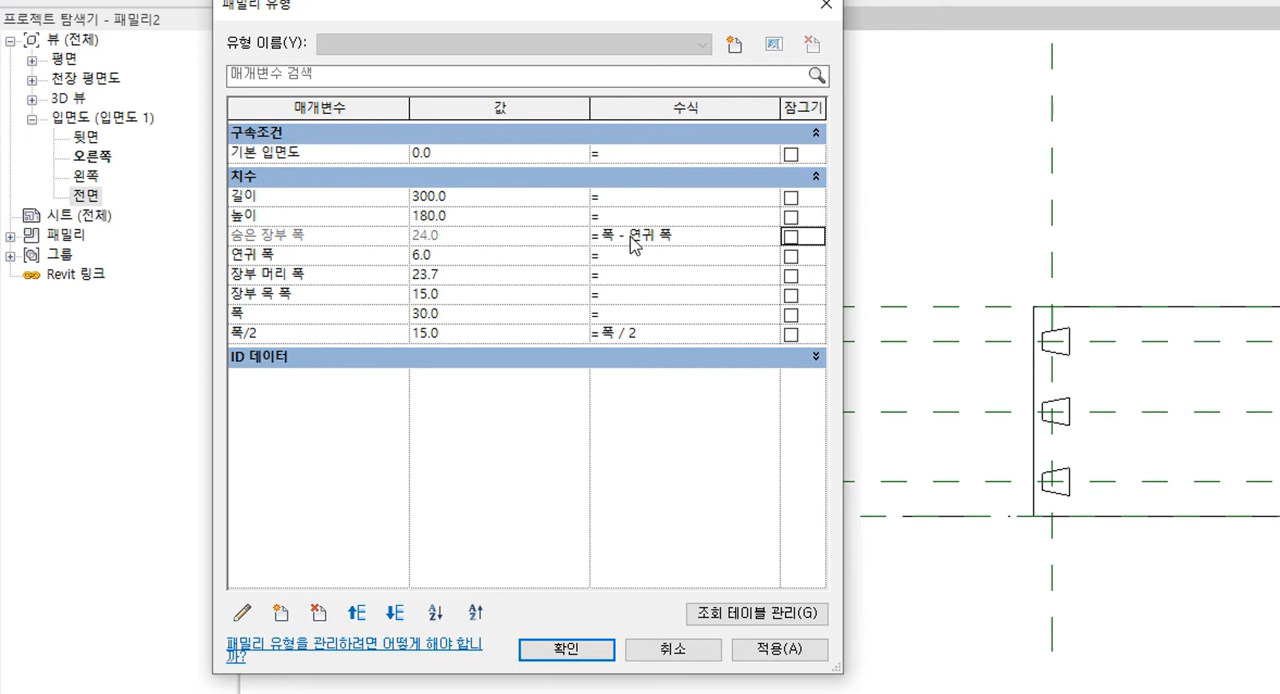 프로젝트 탐색기 - 패밀리2
뷰 (전체)
평면
천장 평면도
3D 뷰
입면도 (입면도 1)
뒷면
오른쪽
왼쪽
전면
시트 (전체)
패밀리
그룹
Revit 링크
패밀리 유형
유형 이름(Y):
매개변수 검색
매개변수 값 수식 잠그기
구속조건
기본 입면도 0.0 =
치수
길이 300.0 =
높이 180.0 =
숨은 장부 폭 24.0 = 폭 - 연귀 폭
연귀 폭 6.0 =
장부 머리 폭 23.7 =
장부 목 폭 15.0 =
폭 30.0 =
폭/2 15.0 = 폭 / 2
ID 데이터
조회 테이블 관리(G)
패밀리 유형을 관리하려면 어떻게 해야 합니
까?
확인 취소 적용(A)